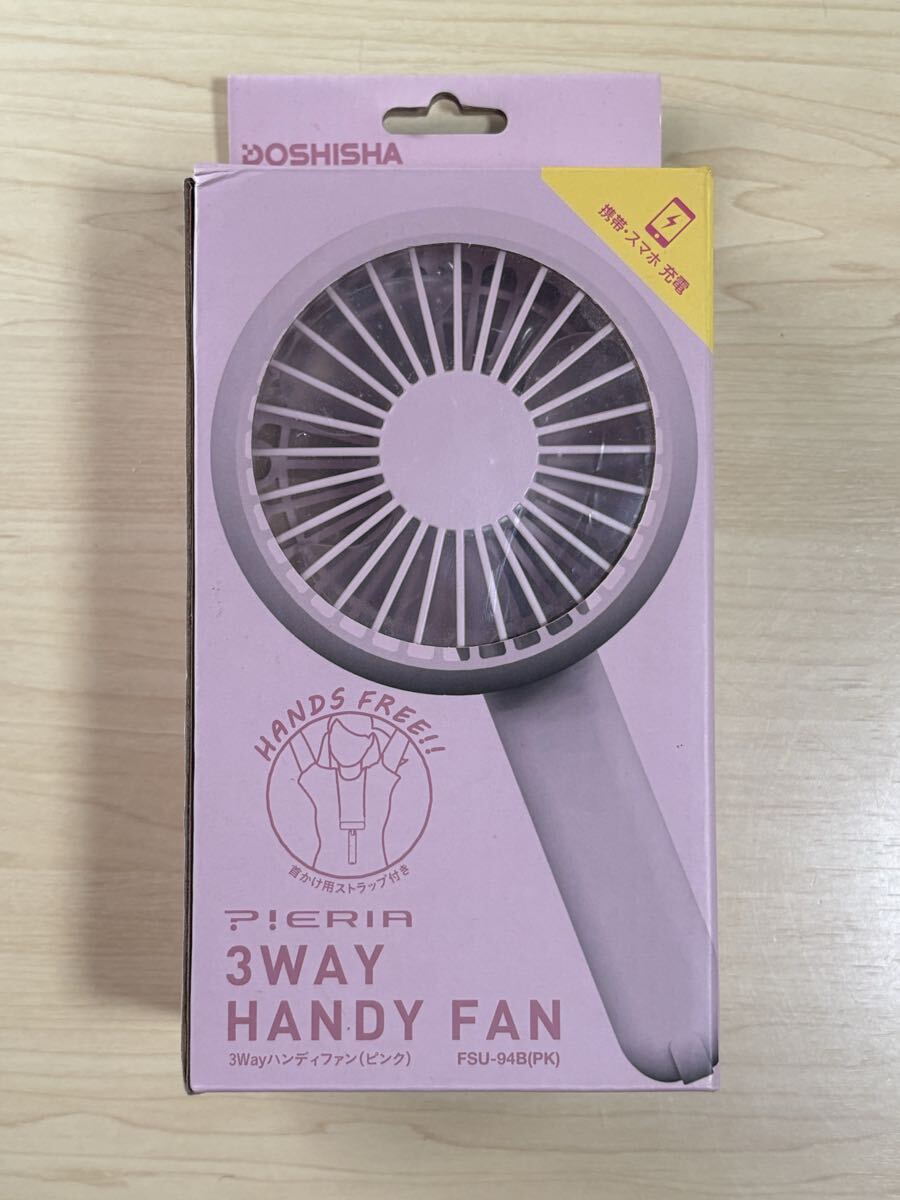 DOSHISHA
携帯・スマホ 充電
HANDS FREE!!
首かけ用ストラップ付き
P!ERIA
3WAY
HANDY FAN
3Wayハンディファン(ピンク)
FSU-94B(PK)